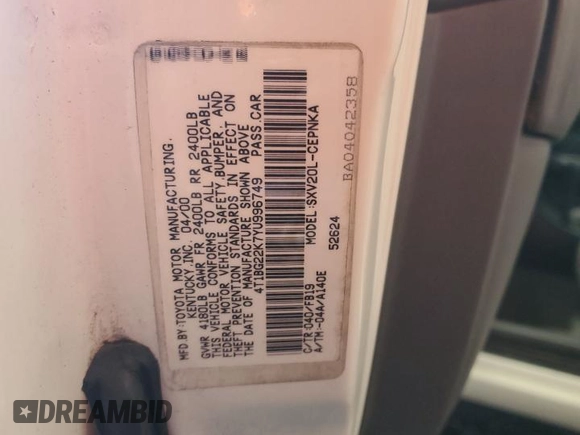 MFD.BY:TOYOTA MOTOR MANUFACTURING
KENTUCKY,INC. 04/00
GVWR 4180LB GAWR FR 2400LB RR 2400LB
THIS VEHICLE CONFORMS TO ALL APPLICABLE
FEDERAL MOTOR VEHICLE SAFETY,BUMPER, AND
THEFT PREVENTION STANDARDS IN EFFECT ON
THE DATE OF MANUFACTURE SHOWN ABOVE
4T1BG22K7YU996749 PASS.CAR
MODEL:SXV20L-CEPNKA
C/TR:040/FB19 52624
A/TM:-04A/A140E
BA04042358
DREAMBID